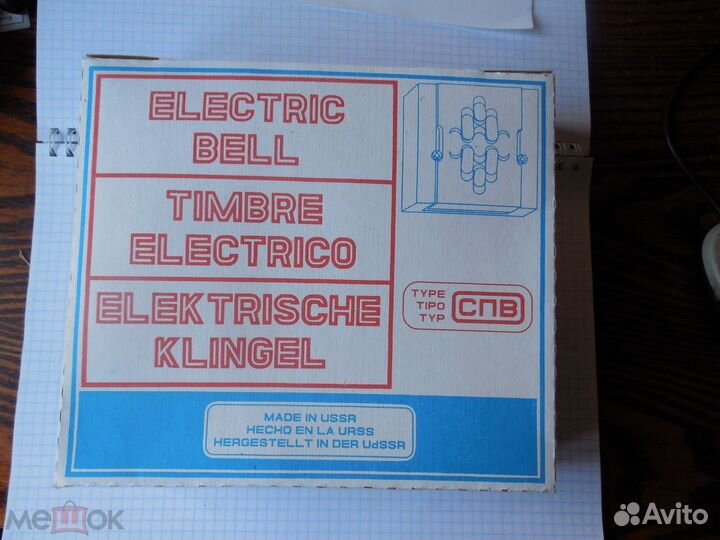 ELECTRIC
BELL
TIMBRE
ELECTRICO
ELEKTRISCHE
KLINGEL
TYPE
TIPO
TYP
СПВ
MADE IN USSR
HECHO EN LA URSS
HERGESTELLT IN DER UdSSR
мешок
Avito